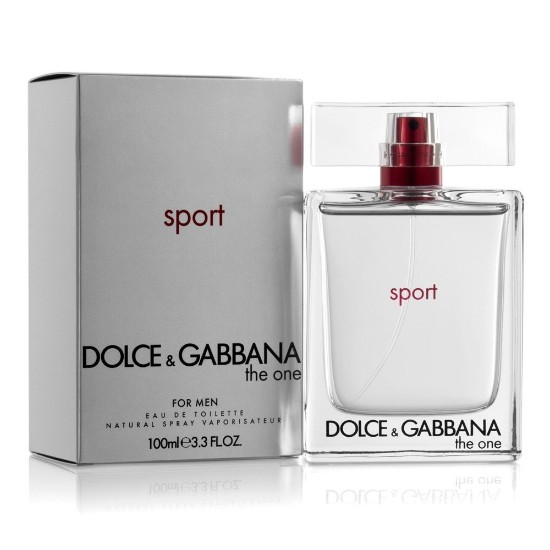 sport
DOLCE & GABBANA
the one
FOR MEN
EAU DE TOILETTE
NATURAL SPRAY VAPORISATEUR
100ml℮3.3 FL.OZ.
sport
DOLCE & GABBANA
the one